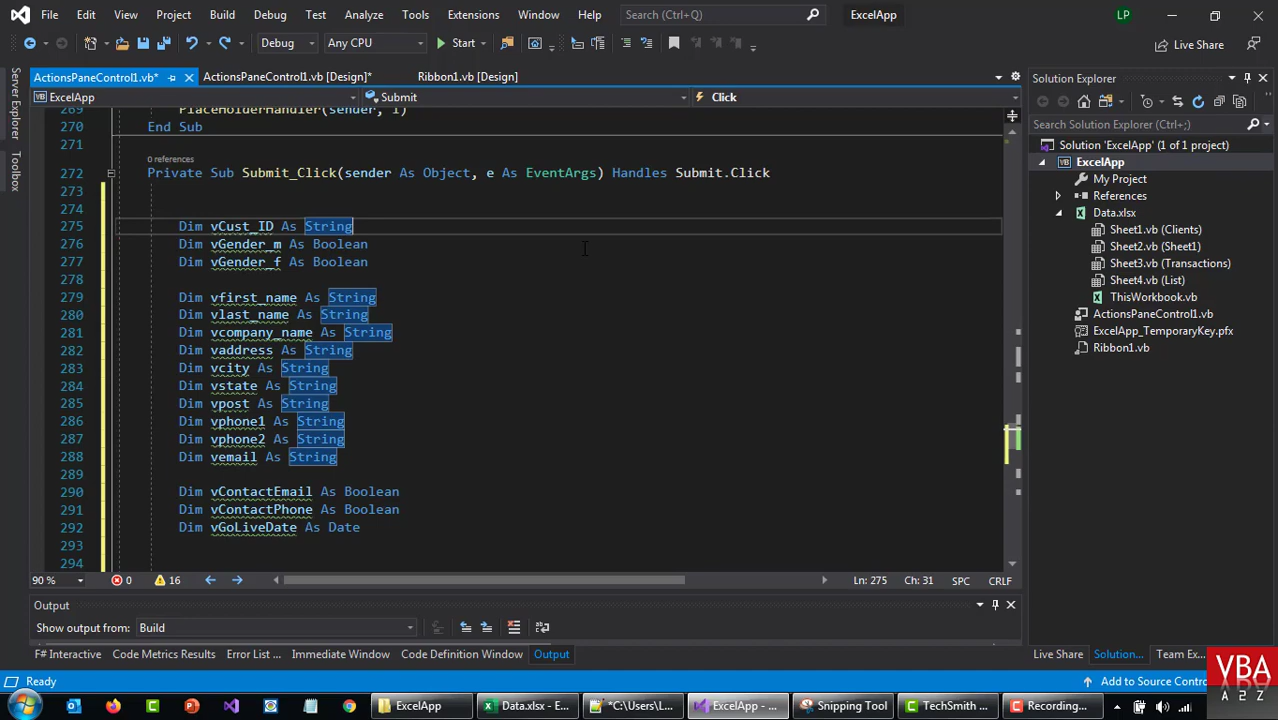 File Edit View Project Build Debug Test Analyze Tools Extensions Window Help Search (Ctrl+Q) ExcelApp LP
Debug Any CPU Start Live Share
ActionsPaneControl1.vb* ActionsPaneControl1.vb [Design]* Ribbon1.vb [Design]
ExcelApp Submit Click
Server Explorer
Toolbox
269 PlaceHolderHandler(sender, 1)
270 End Sub
271
0 references
272 Private Sub Submit_Click(sender As Object, e As EventArgs) Handles Submit.Click
273
274
275 Dim vCust_ID As String
276 Dim vGender_m As Boolean
277 Dim vGender_f As Boolean
278
279 Dim vfirst_name As String
280 Dim vlast_name As String
281 Dim vcompany_name As String
282 Dim vaddress As String
283 Dim vcity As String
284 Dim vstate As String
285 Dim vpost As String
286 Dim vphone1 As String
287 Dim vphone2 As String
288 Dim vemail As String
289
290 Dim vContactEmail As Boolean
291 Dim vContactPhone As Boolean
292 Dim vGoLiveDate As Date
293
294
90 % 0 16 Ln: 275 Ch: 31 SPC CRLF
Output
Show output from: Build
F# Interactive Code Metrics Results Error List ... Immediate Window Code Definition Window Output
Solution Explorer
Search Solution Explorer (Ctrl+;)
Solution 'ExcelApp' (1 of 1 project)
ExcelApp
My Project
References
Data.xlsx
Sheet1.vb (Clients)
Sheet2.vb (Sheet1)
Sheet3.vb (Transactions)
Sheet4.vb (List)
ThisWorkbook.vb
ActionsPaneControl1.vb
ExcelApp_TemporaryKey.pfx
Ribbon1.vb
Live Share Solution... Team Ex...
Ready Add to Source Contro
ExcelApp Data.xlsx - E... *C:\Users\L... ExcelApp - ... Snipping Tool TechSmith ... Recording...
VBA
A2Z